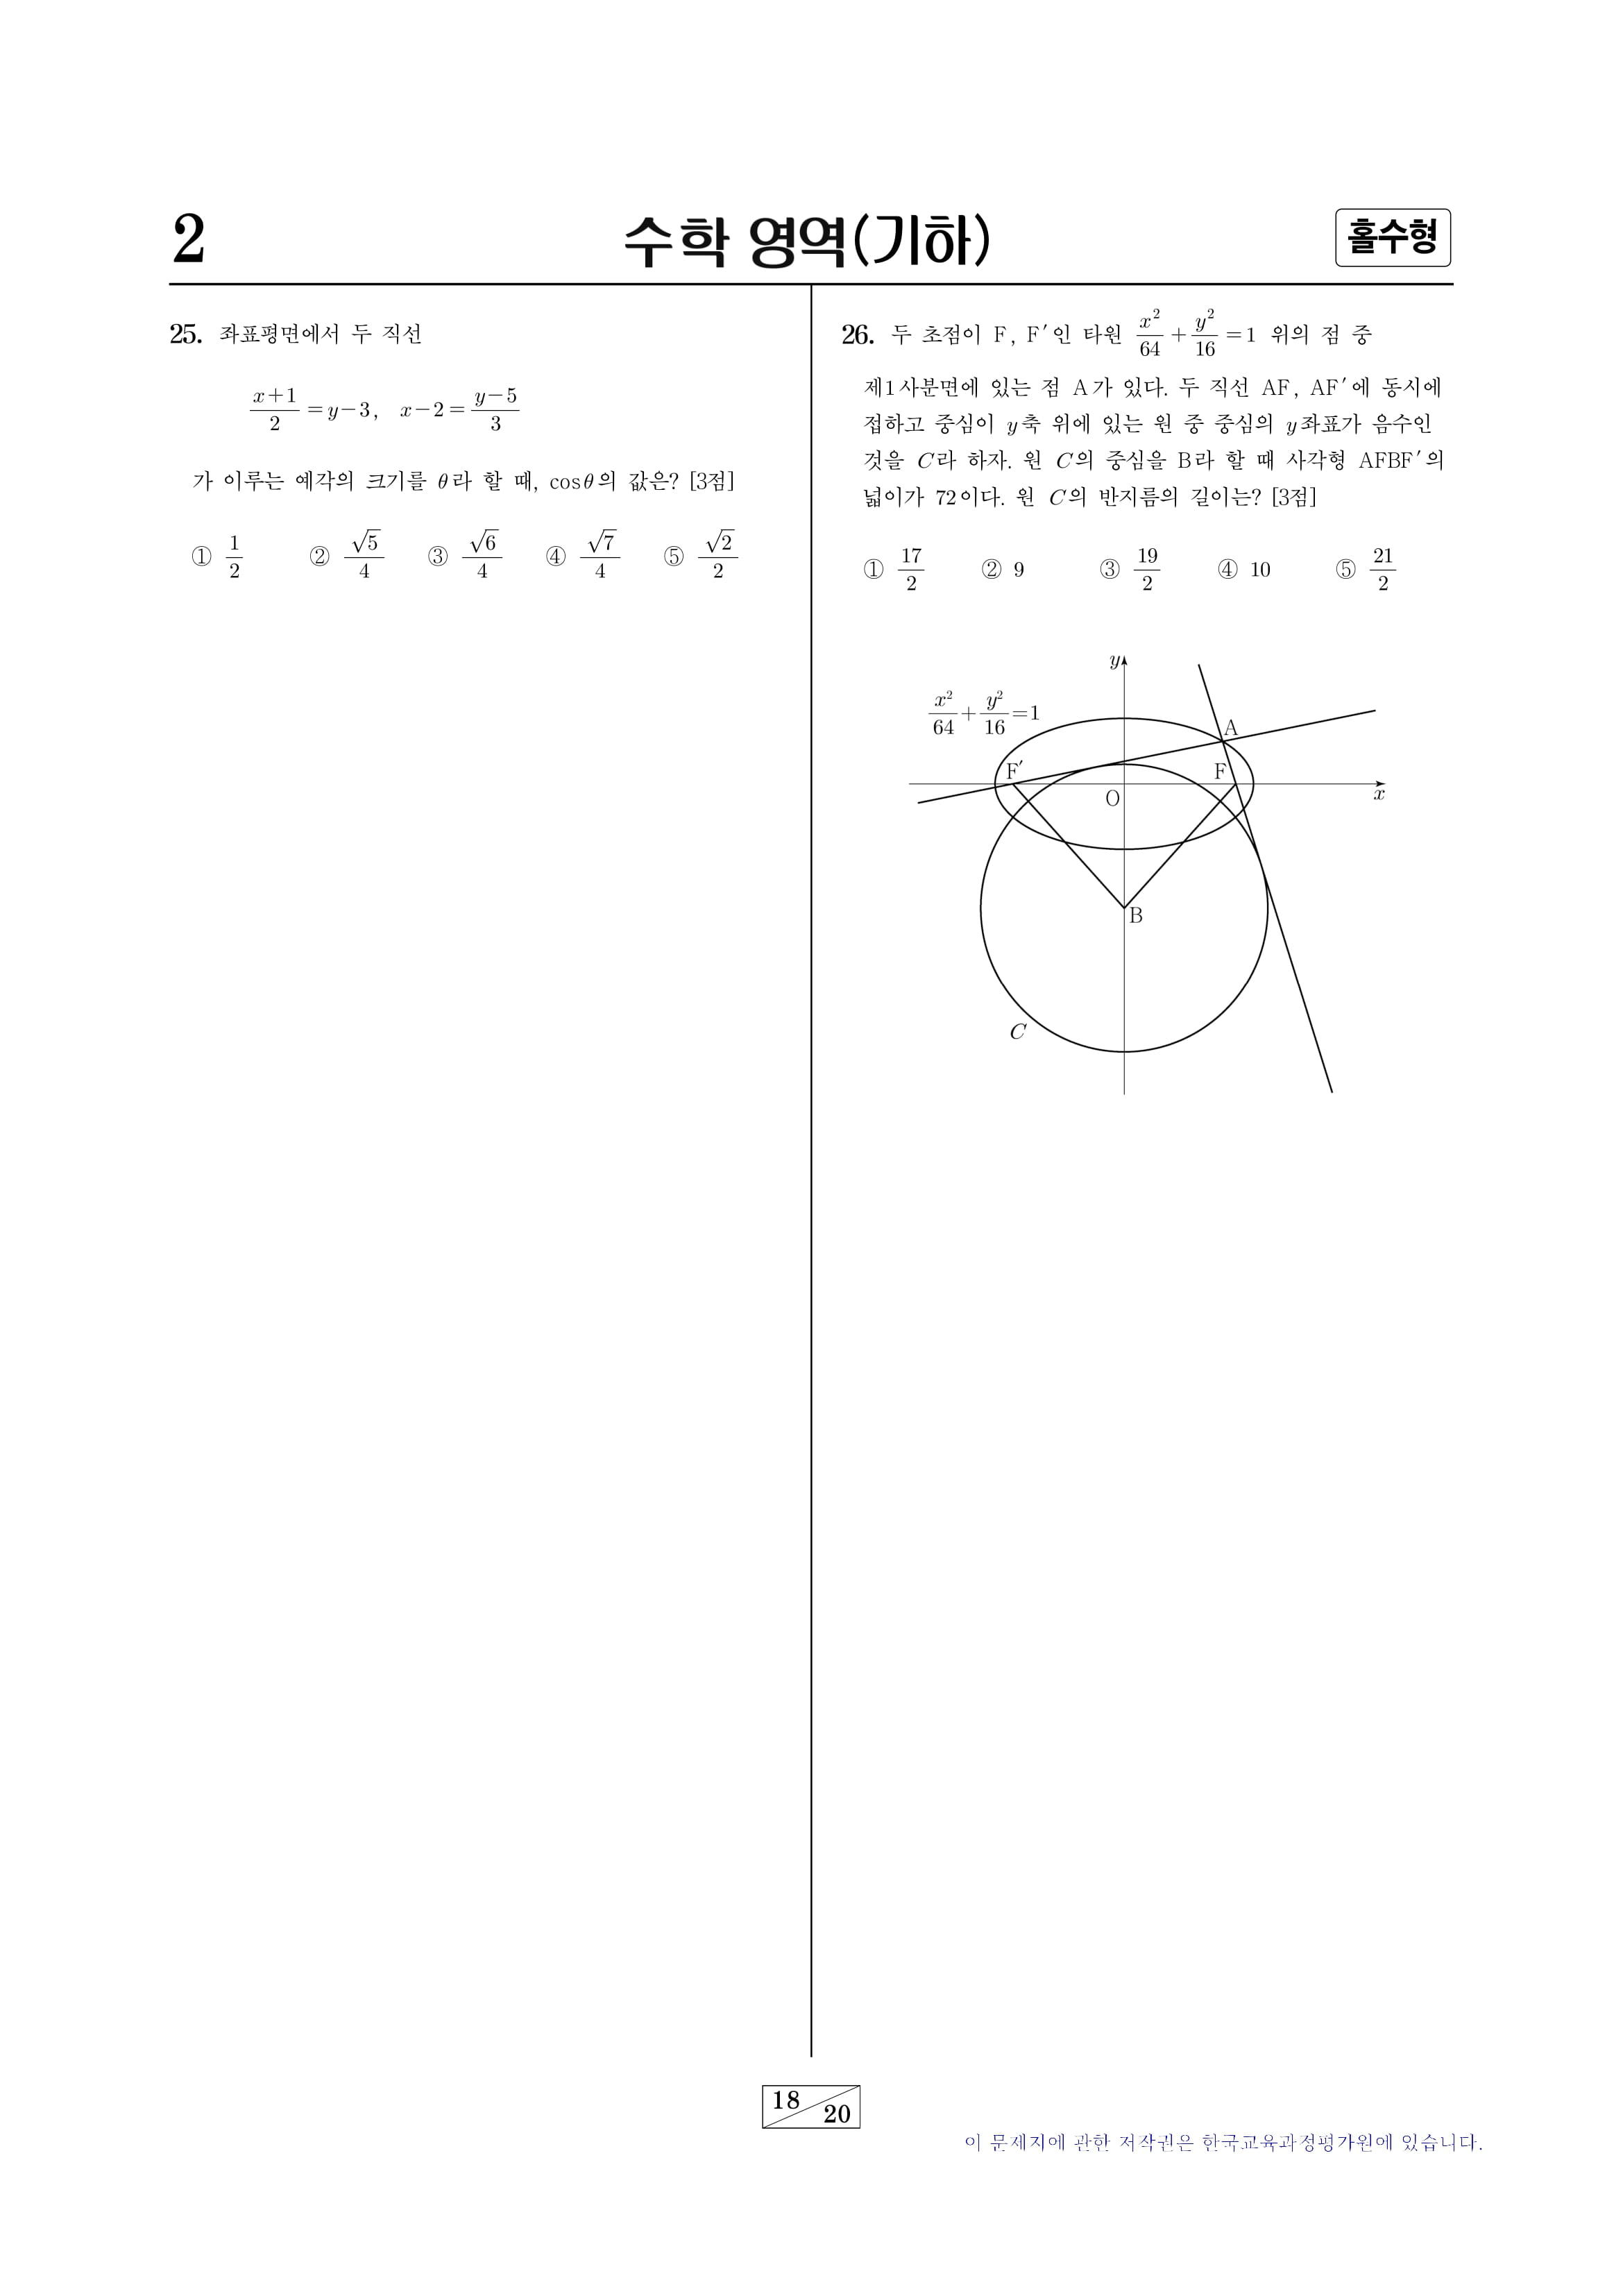 2
수학 영역(기하)
홀수형
25. 좌표평면에서 두 직선
$\frac{x+1}{2}=y-3,\quad x-2=\frac{y-5}{3}$
가 이루는 예각의 크기를 θ라 할 때, cosθ의 값은? [3점]
① $\frac{1}{2}$ ② $\frac{\sqrt{5}}{4}$ ③ $\frac{\sqrt{6}}{4}$ ④ $\frac{\sqrt{7}}{4}$ ⑤ $\frac{\sqrt{2}}{2}$
26. 두 초점이 F, F′인 타원 $\frac{x^2}{64}+\frac{y^2}{16}=1$ 위의 점 중
제1사분면에 있는 점 A가 있다. 두 직선 AF, AF′에 동시에
접하고 중심이 y축 위에 있는 원 중 중심의 y좌표가 음수인
것을 C라 하자. 원 C의 중심을 B라 할 때 사각형 AFBF′의
넓이가 72이다. 원 C의 반지름의 길이는? [3점]
① $\frac{17}{2}$ ② 9 ③ $\frac{19}{2}$ ④ 10 ⑤ $\frac{21}{2}$
y
$\frac{x^2}{64}+\frac{y^2}{16}=1$
A
F′
F
O
x
B
C
18
20
이 문제지에 관한 저작권은 한국교육과정평가원에 있습니다.